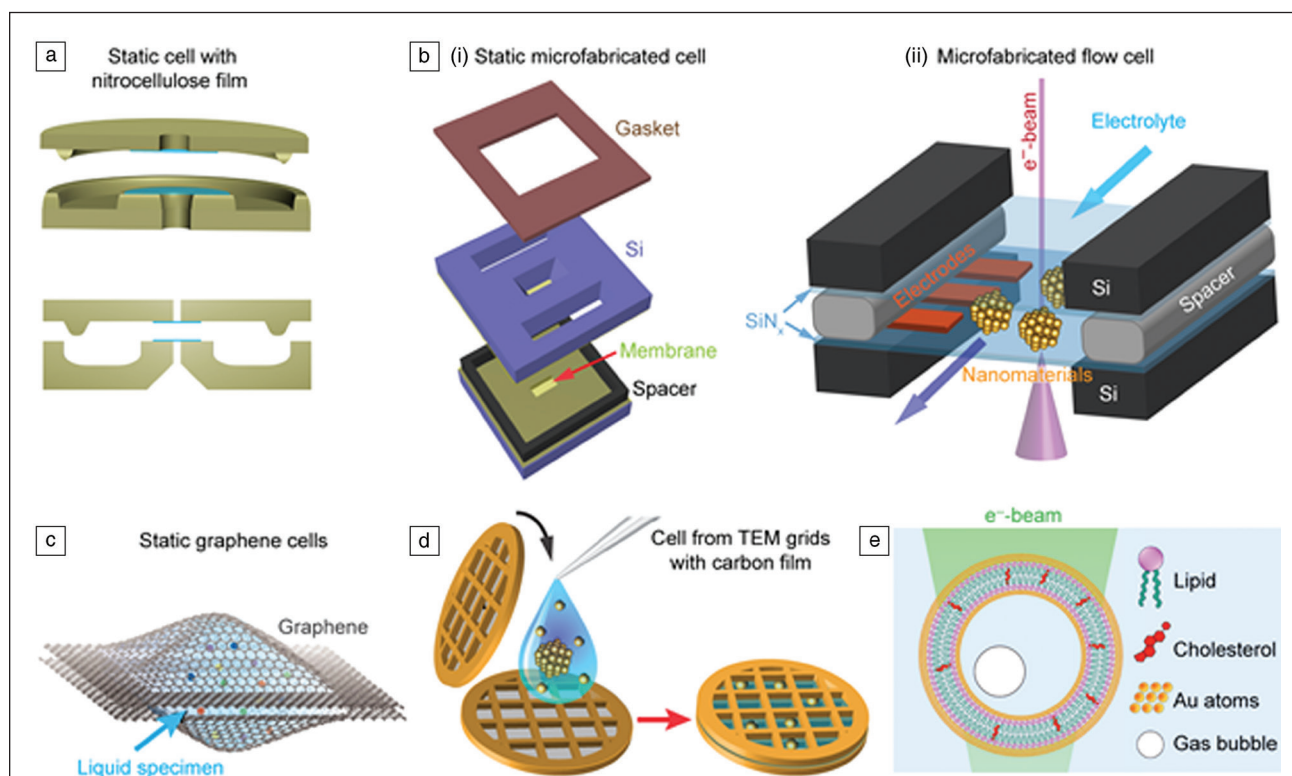 a
Static cell with
nitrocellulose film
b
(i) Static microfabricated cell
Gasket
Si
Membrane
Spacer
(ii) Microfabricated flow cell
e⁻-beam
Electrolyte
Electrodes
SiNₓ
Si
Spacer
Nanomaterials
Si
c
Static graphene cells
Graphene
Liquid specimen
d
Cell from TEM grids
with carbon film
e
e⁻-beam
Lipid
Cholesterol
Au atoms
Gas bubble